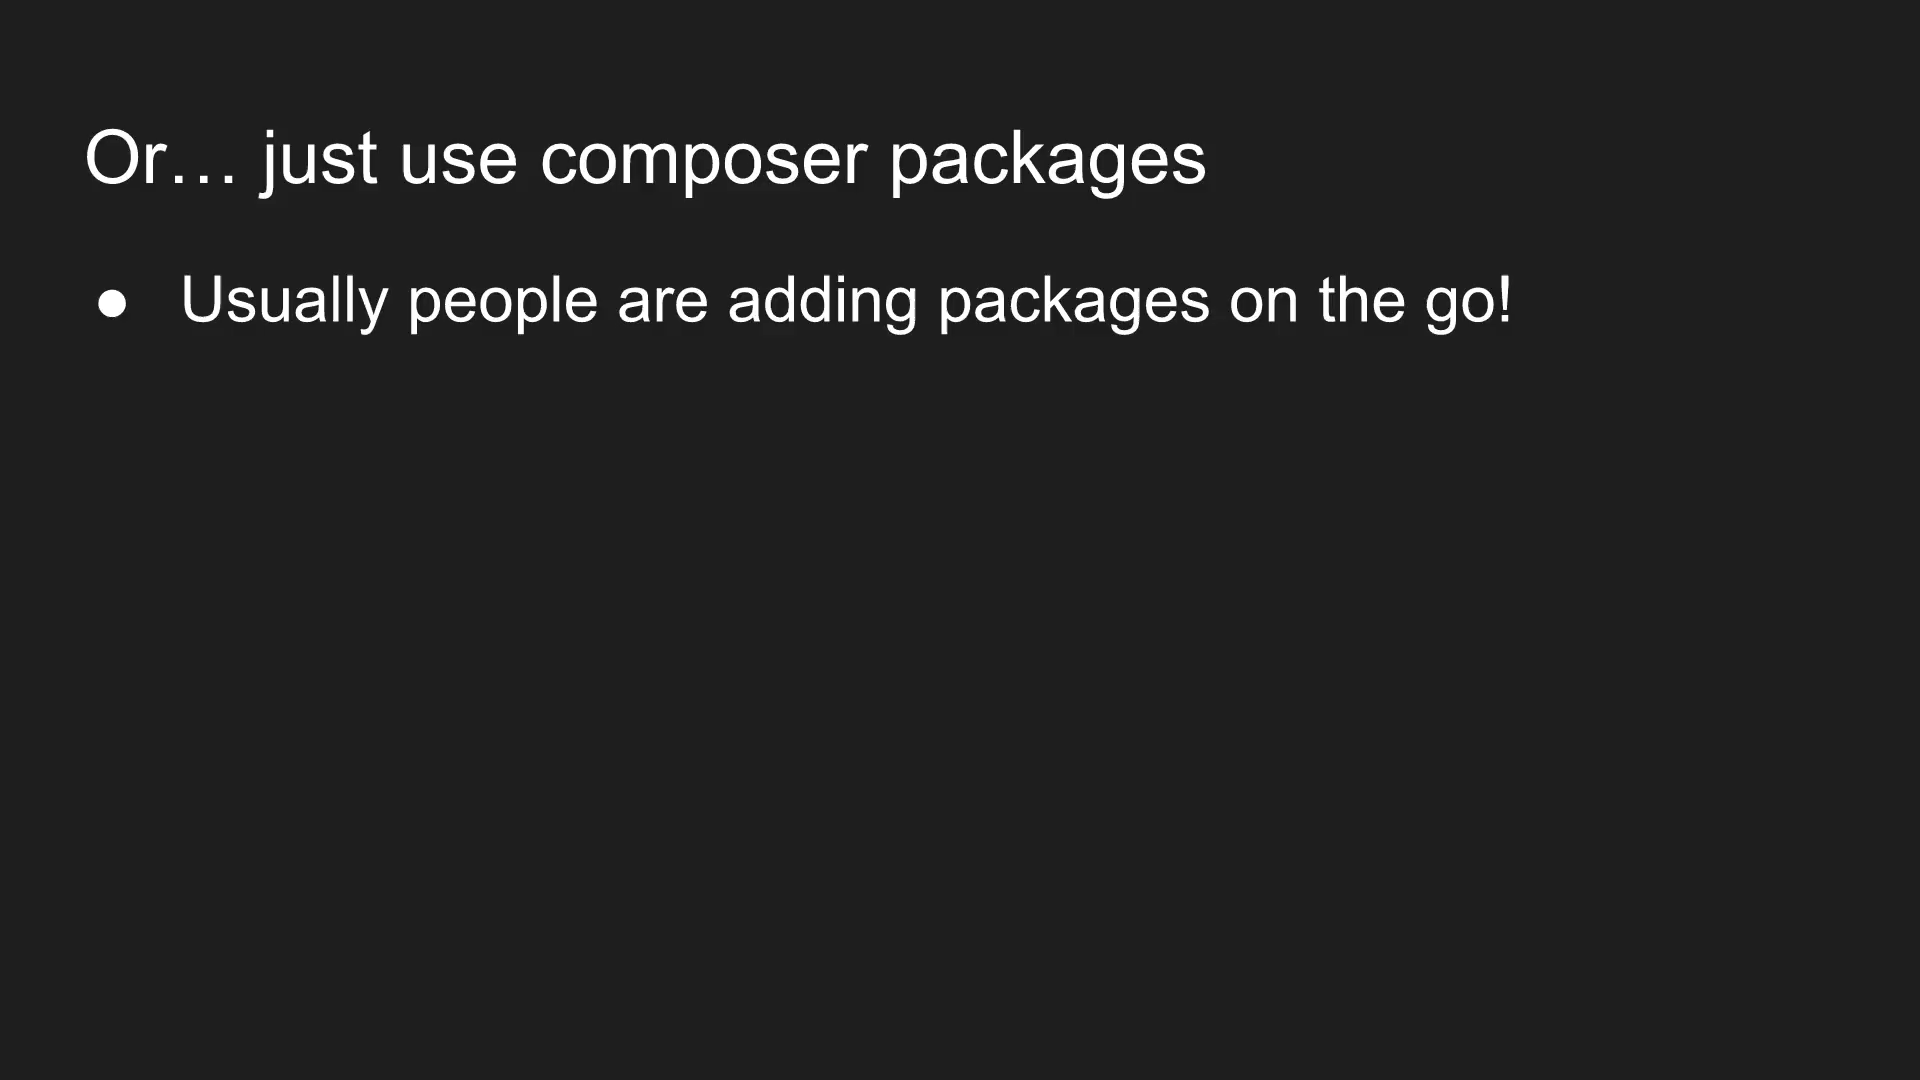 Or… just use composer packages
● Usually people are adding packages on the go!